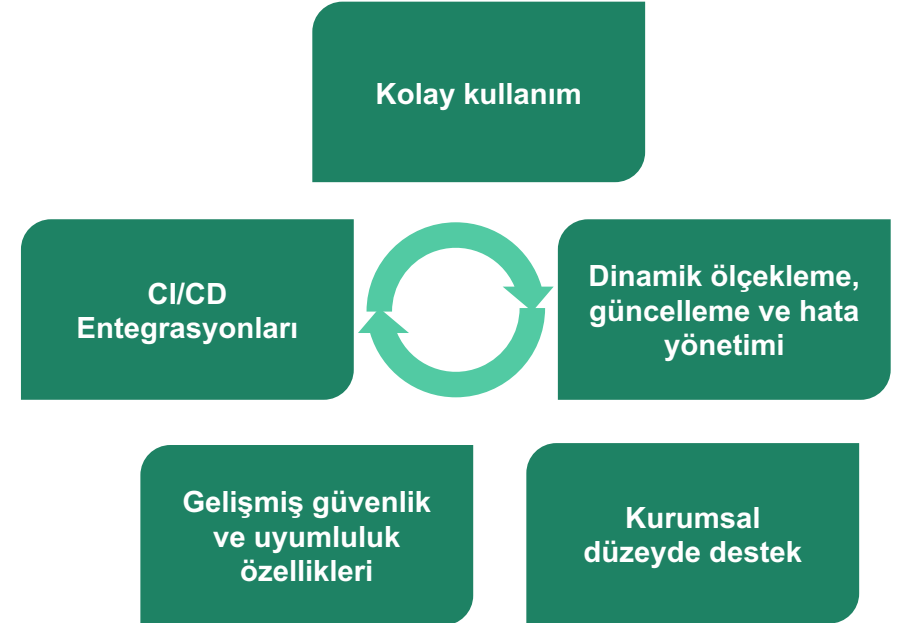 Kolay kullanım
CI/CD
Entegrasyonları
Dinamik ölçekleme,
güncelleme ve hata
yönetimi
Gelişmiş güvenlik
ve uyumluluk
özellikleri
Kurumsal
düzeyde destek